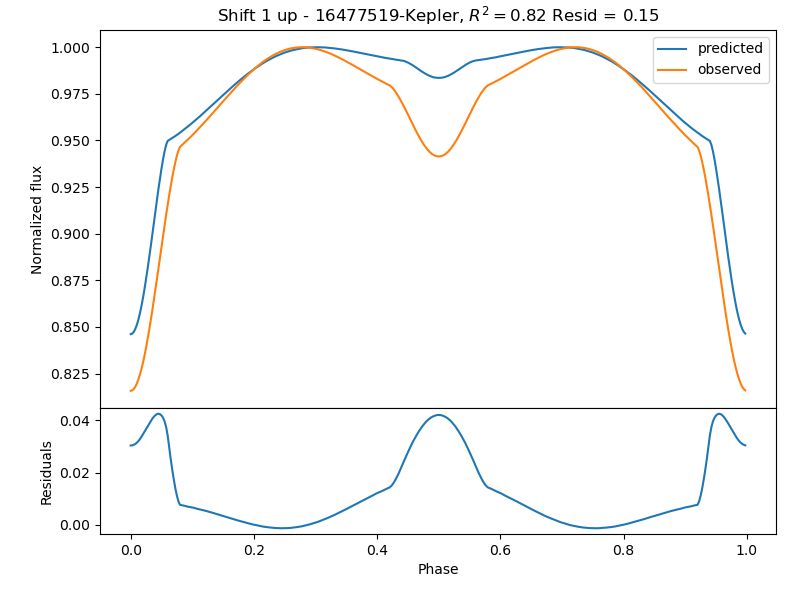 Shift 1 up - 16477519-Kepler, R² = 0.82 Resid = 0.15
predicted
observed
Normalized flux
1.000
0.975
0.950
0.925
0.900
0.875
0.850
0.825
Residuals
0.04
0.02
0.00
0.0 0.2 0.4 0.6 0.8 1.0
Phase